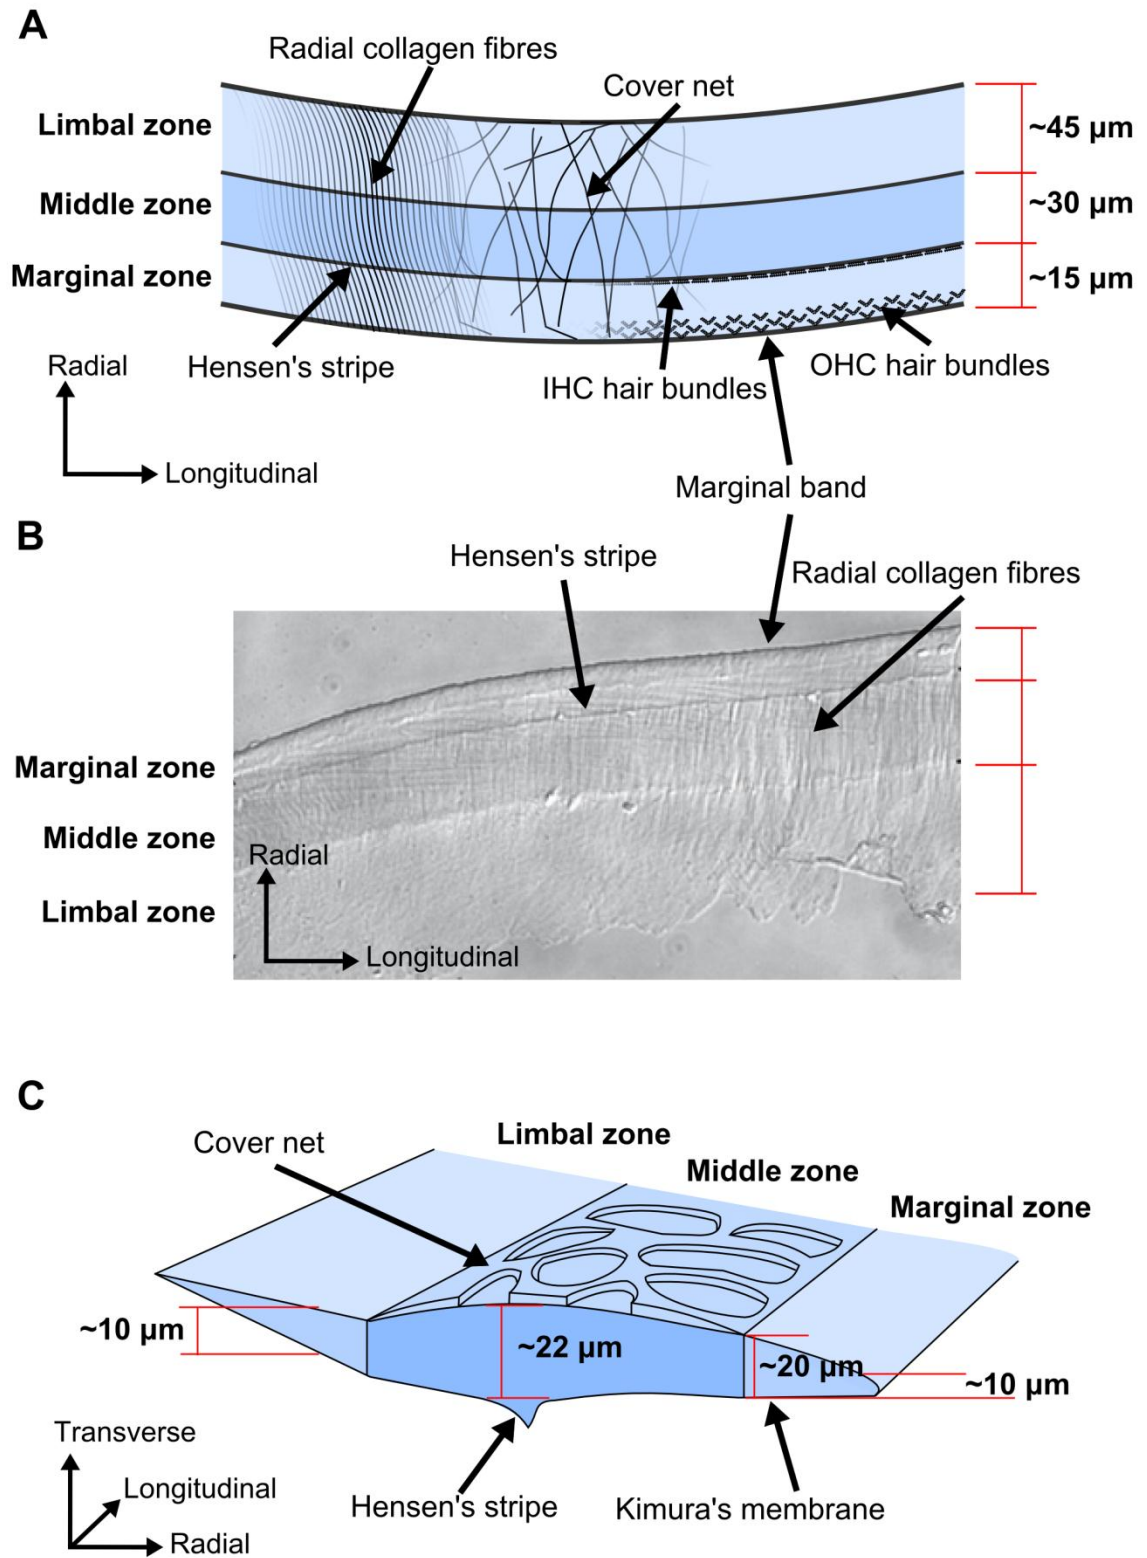 A
Radial collagen fibres
Cover net
Limbal zone
~45 µm
Middle zone
~30 µm
Marginal zone
~15 µm
Hensen's stripe
IHC hair bundles
OHC hair bundles
Radial
Longitudinal
Marginal band
B
Hensen's stripe
Radial collagen fibres
Marginal zone
Middle zone
Limbal zone
Radial
Longitudinal
C
Cover net
Limbal zone
Middle zone
Marginal zone
~10 µm
~22 µm
~20 µm
~10 µm
Transverse
Longitudinal
Radial
Hensen's stripe
Kimura's membrane